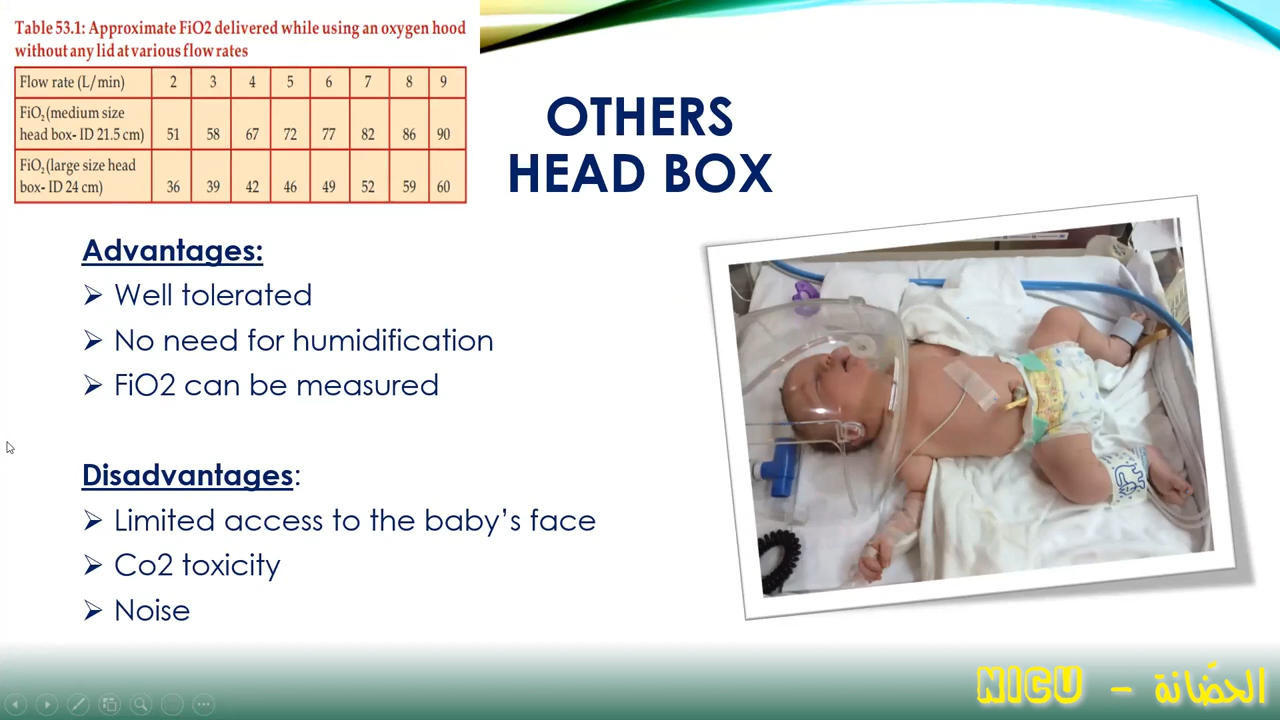 Table 53.1: Approximate FiO2 delivered while using an oxygen hood
without any lid at various flow rates
Flow rate (L/min) 2 3 4 5 6 7 8 9
FiO₂(medium size
head box- ID 21.5 cm) 51 58 67 72 77 82 86 90
FiO₂(large size head
box- ID 24 cm) 36 39 42 46 49 52 59 60
OTHERS
HEAD BOX
Advantages:
Well tolerated
No need for humidification
FiO2 can be measured
Disadvantages:
Limited access to the baby’s face
Co2 toxicity
Noise
NICU – الحضّانة